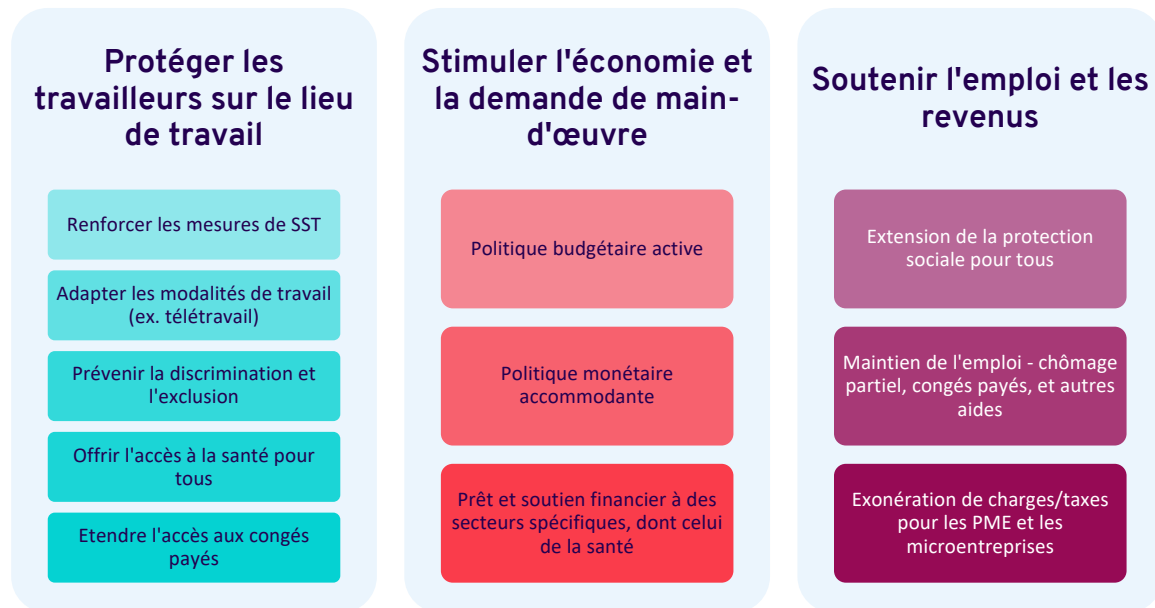 Protéger les
travailleurs sur le lieu
de travail
Renforcer les mesures de SST
Adapter les modalités de travail
(ex. télétravail)
Prévenir la discrimination et
l'exclusion
Offrir l'accès à la santé pour
tous
Etendre l'accès aux congés
payés
Stimuler l'économie et
la demande de main-
d'œuvre
Politique budgétaire active
Politique monétaire
accommodante
Prêt et soutien financier à des
secteurs spécifiques, dont celui
de la santé
Soutenir l'emploi et les
revenus
Extension de la protection
sociale pour tous
Maintien de l'emploi - chômage
partiel, congés payés, et autres
aides
Exonération de charges/taxes
pour les PME et les
microentreprises